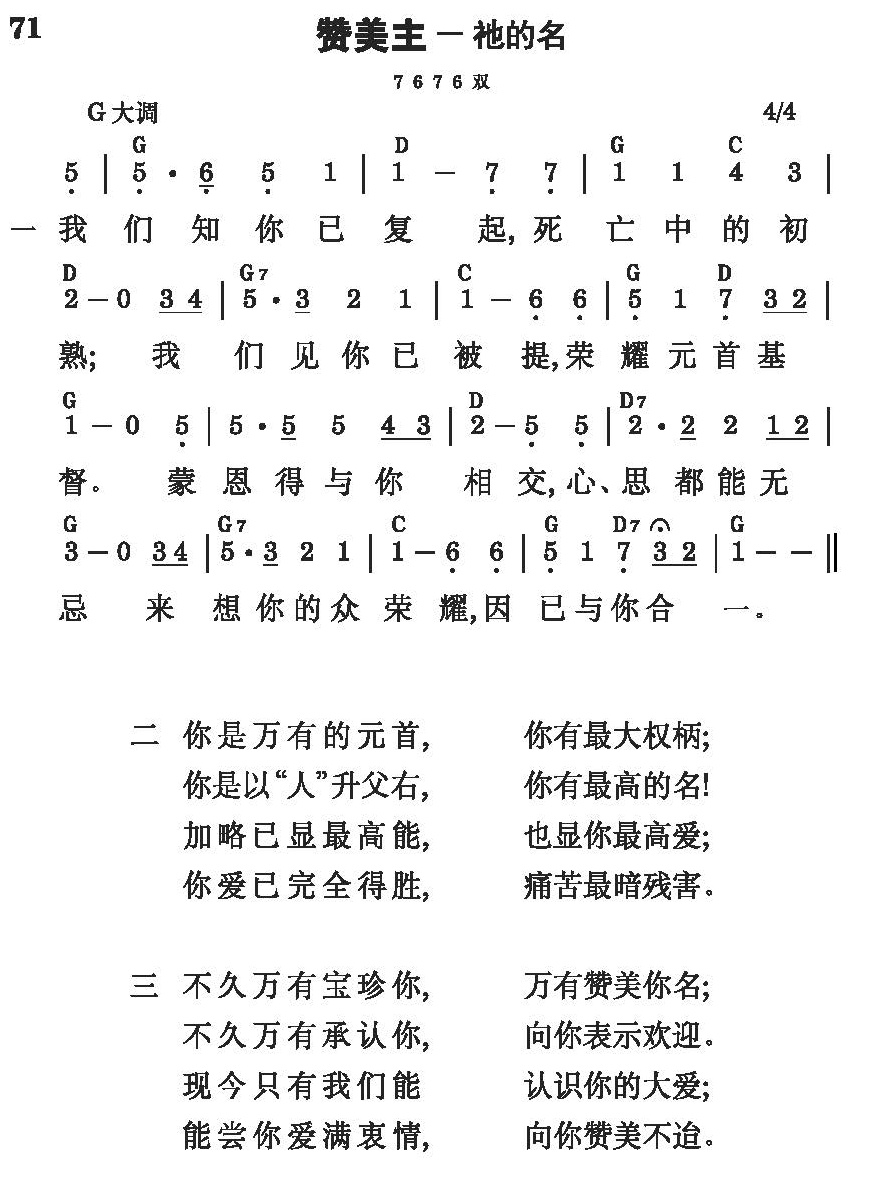 71
赞美主－祂的名
7 6 7 6 双
G 大调 4/4
G D G C
5 | 5 · 6 5 1 | 1 － 7 7 | 1 1 4 3 |
一 我 们 知 你 已 复 起, 死 亡 中 的 初
D G7 C G D
2 － 0 3 4 | 5 · 3 2 1 | 1 － 6 6 | 5 1 7 3 2 |
熟; 我 们 见 你 已 被 提, 荣 耀 元 首 基
G D D7
1 － 0 5 | 5 · 5 5 4 3 | 2 － 5 5 | 2 · 2 2 1 2 |
督。 蒙 恩 得 与 你 相 交, 心、思 都 能 无
G G7 C G D7 G
3 － 0 3 4 | 5 · 3 2 1 | 1 － 6 6 | 5 1 7 3 2 | 1 － － ‖
忌 来 想 你 的 众 荣 耀, 因 已 与 你 合 一 。
二 你是万有的元首, 你有最大权柄;
你是以“人”升父右, 你有最高的名!
加略已显最高能, 也显你最高爱;
你爱已完全得胜, 痛苦最暗残害。
三 不久万有宝珍你, 万有赞美你名;
不久万有承认你, 向你表示欢迎。
现今只有我们能 认识你的大爱;
能尝你爱满衷情, 向你赞美不迨。